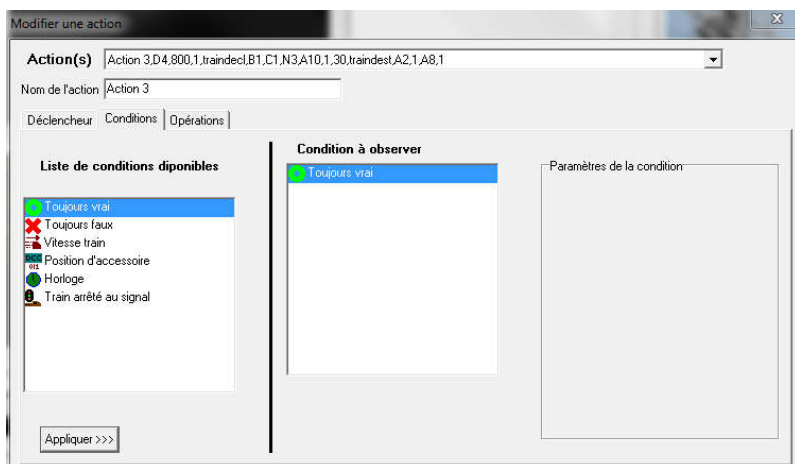 Modifier une action
Action(s) Action 3,D4,800,1,traindecl,B1,C1,N3,A10,1,30,traindest,A2,1,A8,1
Nom de l'action Action 3
Déclencheur Conditions Opérations
Liste de conditions diponibles
Toujours vrai
Toujours faux
Vitesse train
DCC Position d'accessoire
Horloge
Train arrêté au signal
Appliquer >>>
Condition à observer
Toujours vrai
Paramètres de la condition